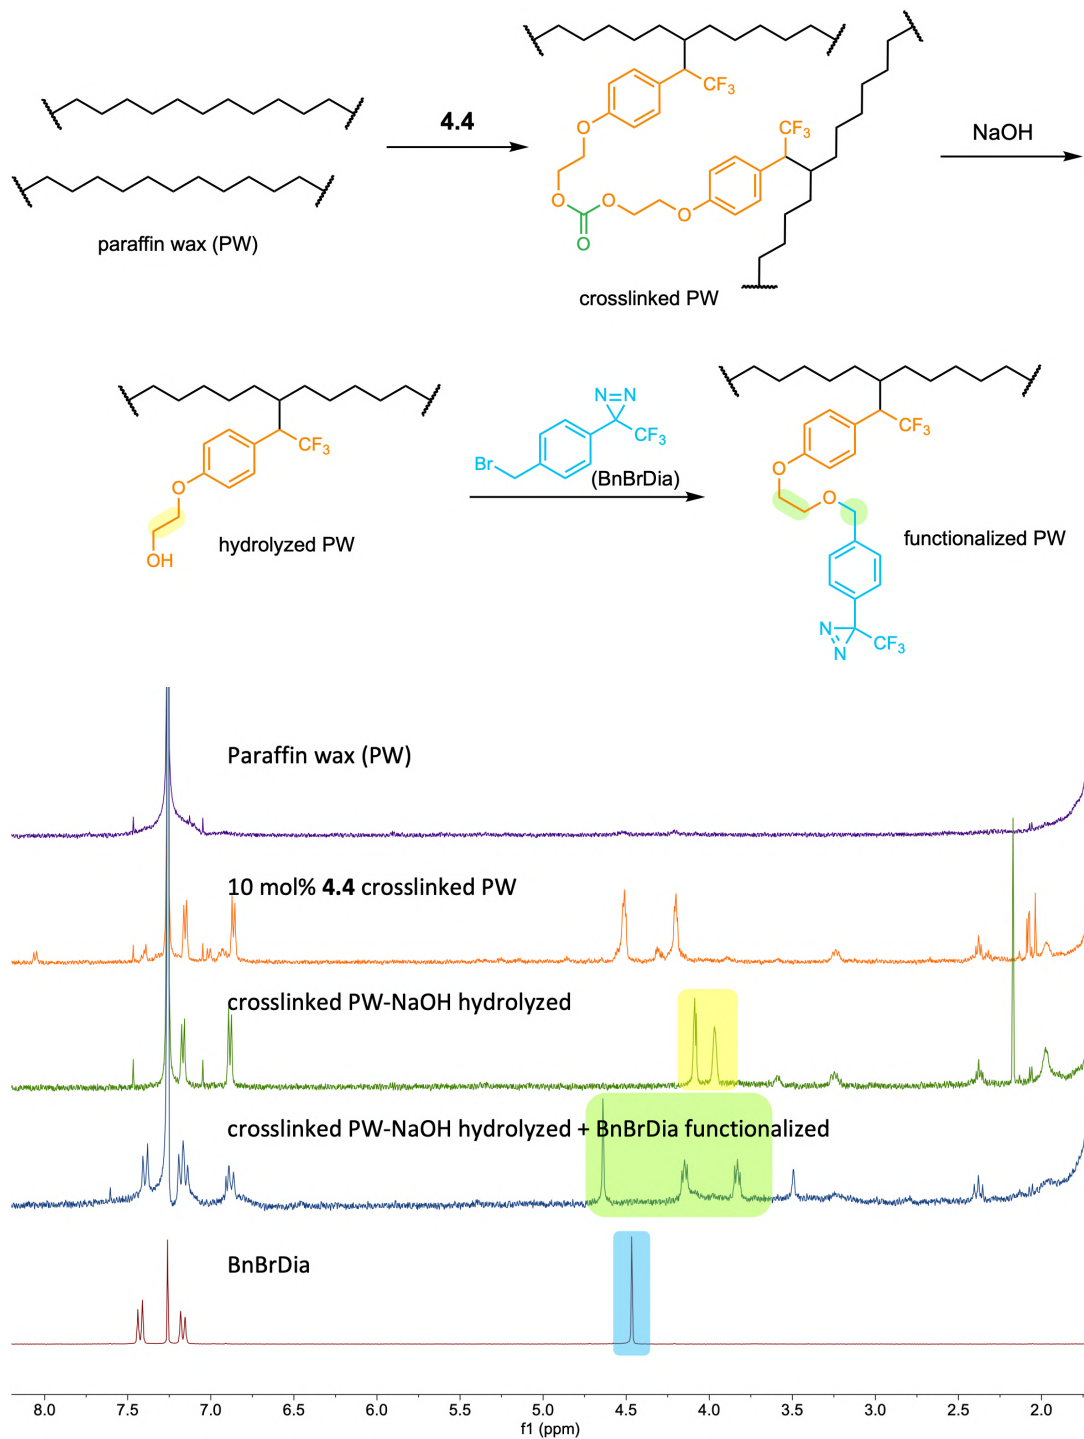 CF3
O
O
O
O
O
CF3
O
4.4
NaOH
paraffin wax (PW)
crosslinked PW
N=N
CF3
Br
(BnBrDia)
CF3
O
OH
hydrolyzed PW
CF3
O
O
functionalized PW
N
N
CF3
Paraffin wax (PW)
10 mol% 4.4 crosslinked PW
crosslinked PW-NaOH hydrolyzed
crosslinked PW-NaOH hydrolyzed + BnBrDia functionalized
BnBrDia
8.0 7.5 7.0 6.5 6.0 5.5 5.0 4.5 4.0 3.5 3.0 2.5 2.0
f1 (ppm)